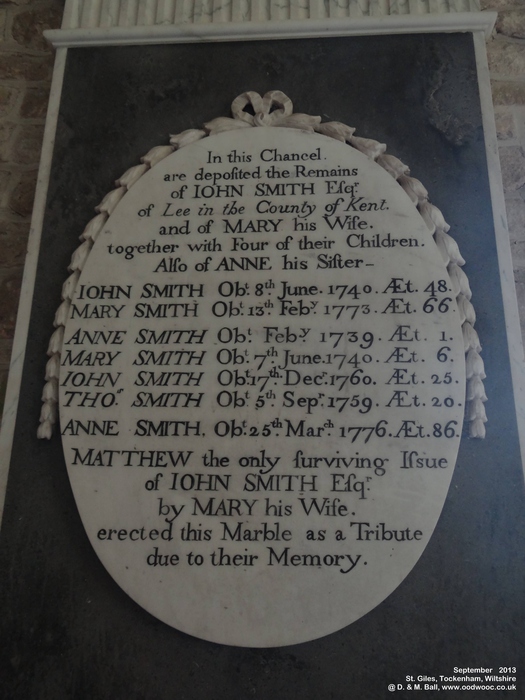 In this Chancel.
are depoſited the Remains
of IOHN SMITH Eſqr.
of Lee in the County of Kent.
and of MARY his Wife.
together with Four of their Children.
Alſo of ANNE his Siſter-
IOHN SMITH Obt. 8th June. 1740. Æt. 48.
MARY SMITH Obt. 13th Feby 1773. Æt. 66.
ANNE SMITH Obt. Feby 1739. Æt. 1.
MARY SMITH Obt. 7th June. 1740. Æt. 6.
IOHN SMITH Obt. 17th Decr. 1760. Æt. 25.
THOs SMITH Obt 5th Sepr. 1759. Æt. 20.
ANNE SMITH. Obt. 25th March 1776. Æt. 86.
MATTHEW the only ſurviving Iſſue
of IOHN SMITH Eſqr.
by MARY his Wife.
erected this Marble as a Tribute
due to their Memory.
September 2013
St. Giles, Tockenham, Wiltshire
@ D. & M. Ball, www.oodwooc.co.uk